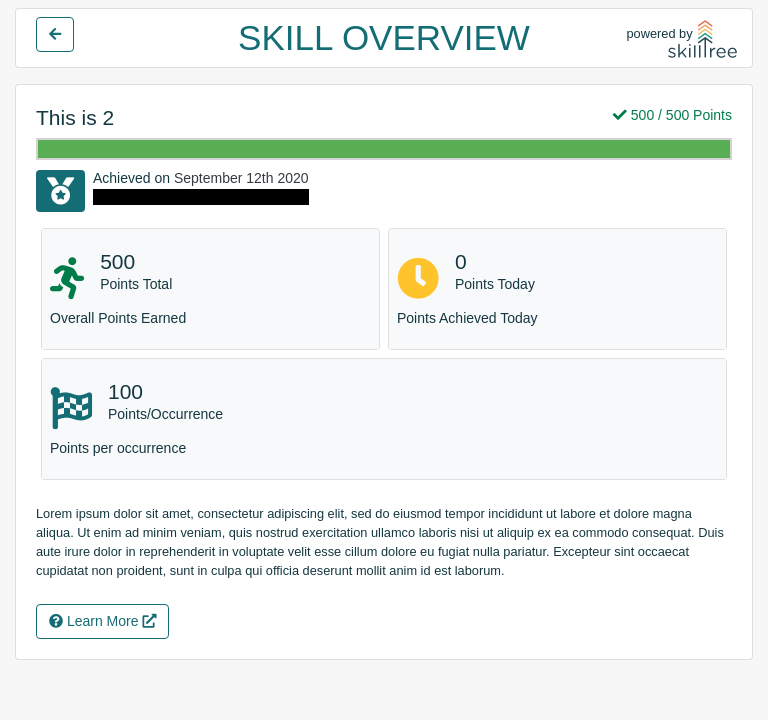 SKILL OVERVIEW
powered by
skilltree
This is 2
500 / 500 Points
Achieved on September 12th 2020
500
Points Total
Overall Points Earned
0
Points Today
Points Achieved Today
100
Points/Occurrence
Points per occurrence
Lorem ipsum dolor sit amet, consectetur adipiscing elit, sed do eiusmod tempor incididunt ut labore et dolore magna
aliqua. Ut enim ad minim veniam, quis nostrud exercitation ullamco laboris nisi ut aliquip ex ea commodo consequat. Duis
aute irure dolor in reprehenderit in voluptate velit esse cillum dolore eu fugiat nulla pariatur. Excepteur sint occaecat
cupidatat non proident, sunt in culpa qui officia deserunt mollit anim id est laborum.
Learn More